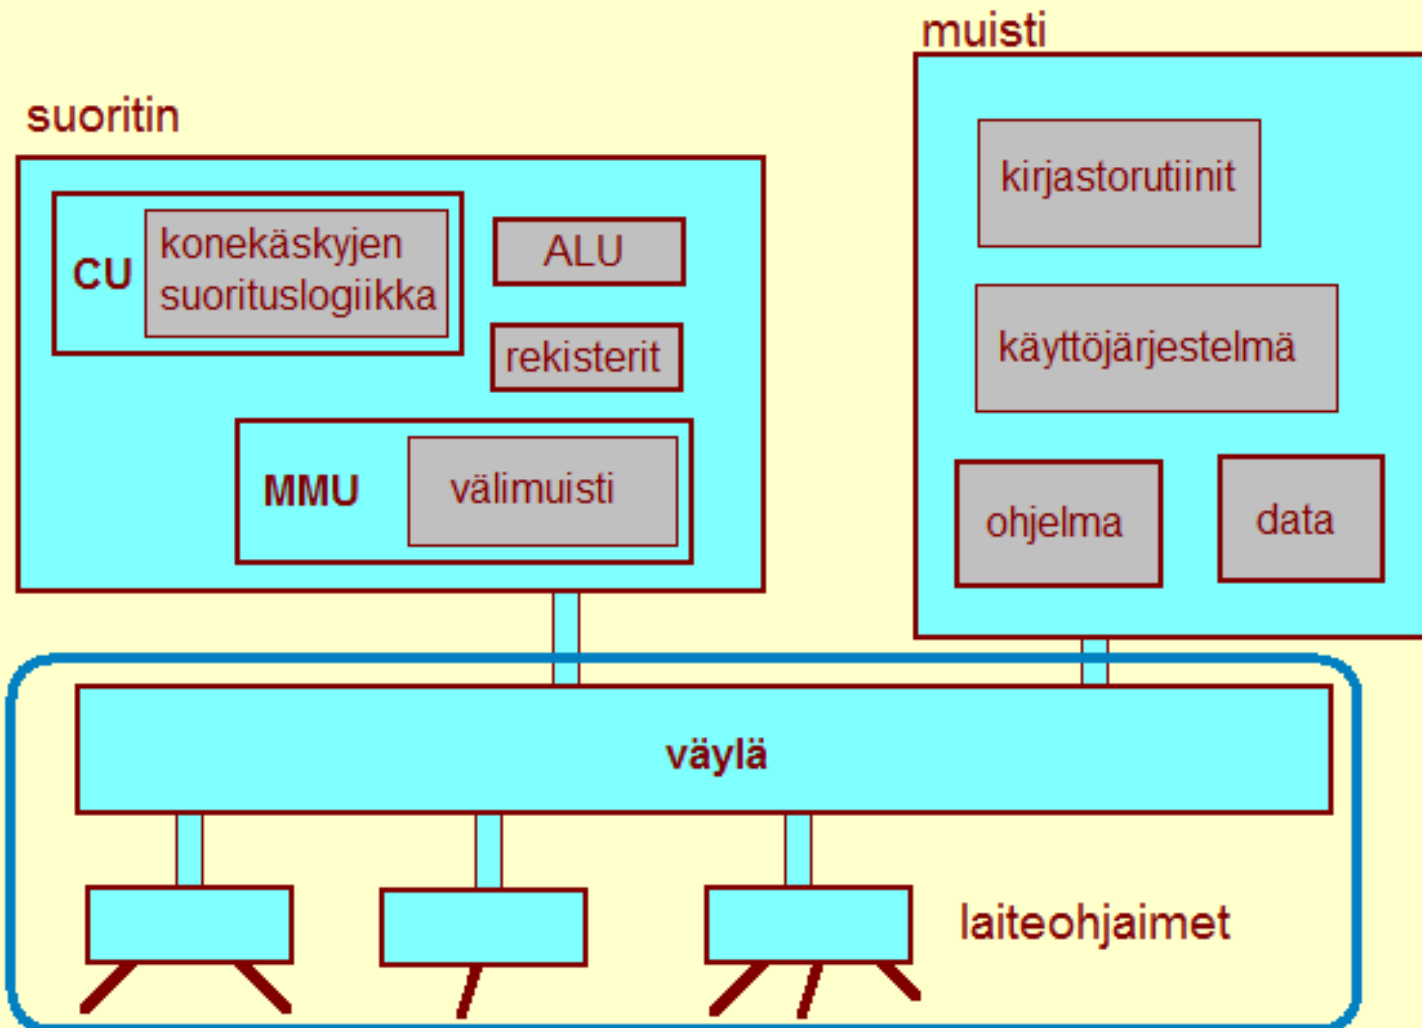 muisti
suoritin
CU
konekäskyjen
suorituslogiikka
ALU
rekisterit
MMU
välimuisti
kirjastorutiinit
käyttöjärjestelmä
ohjelma
data
väylä
laiteohjaimet